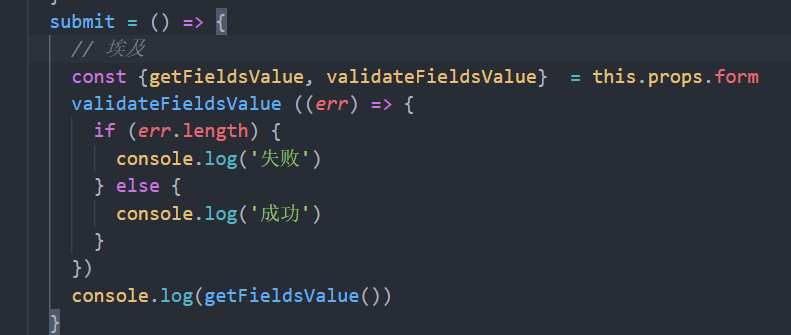 }
submit = () => {
// 埃及
const {getFieldsValue, validateFieldsValue}  = this.props.form
validateFieldsValue ((err) => {
if (err.length) {
console.log('失败')
} else {
console.log('成功')
}
})
console.log(getFieldsValue())
}